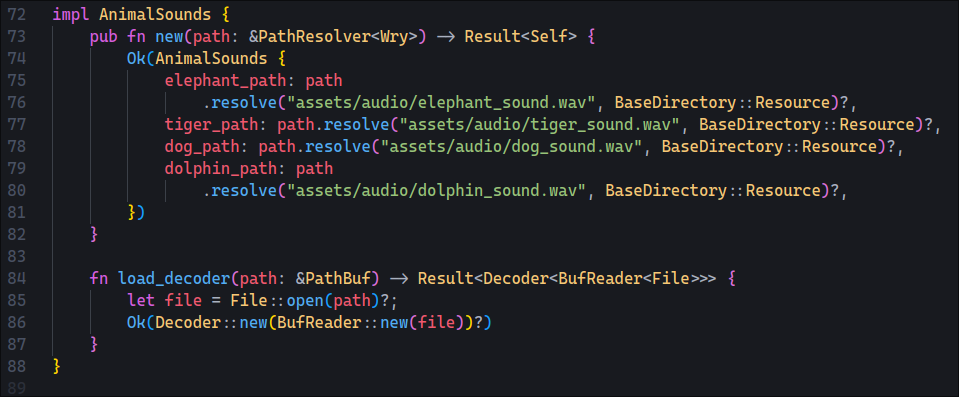 72 impl AnimalSounds {
73     pub fn new(path: &PathResolver<Wry>) -> Result<Self> {
74         Ok(AnimalSounds {
75             elephant_path: path
76                 .resolve("assets/audio/elephant_sound.wav", BaseDirectory::Resource)?,
77             tiger_path: path.resolve("assets/audio/tiger_sound.wav", BaseDirectory::Resource)?,
78             dog_path: path.resolve("assets/audio/dog_sound.wav", BaseDirectory::Resource)?,
79             dolphin_path: path
80                 .resolve("assets/audio/dolphin_sound.wav", BaseDirectory::Resource)?,
81         })
82     }
83
84     fn load_decoder(path: &PathBuf) -> Result<Decoder<BufReader<File>>> {
85         let file = File::open(path)?;
86         Ok(Decoder::new(BufReader::new(file))?)
87     }
88 }
89